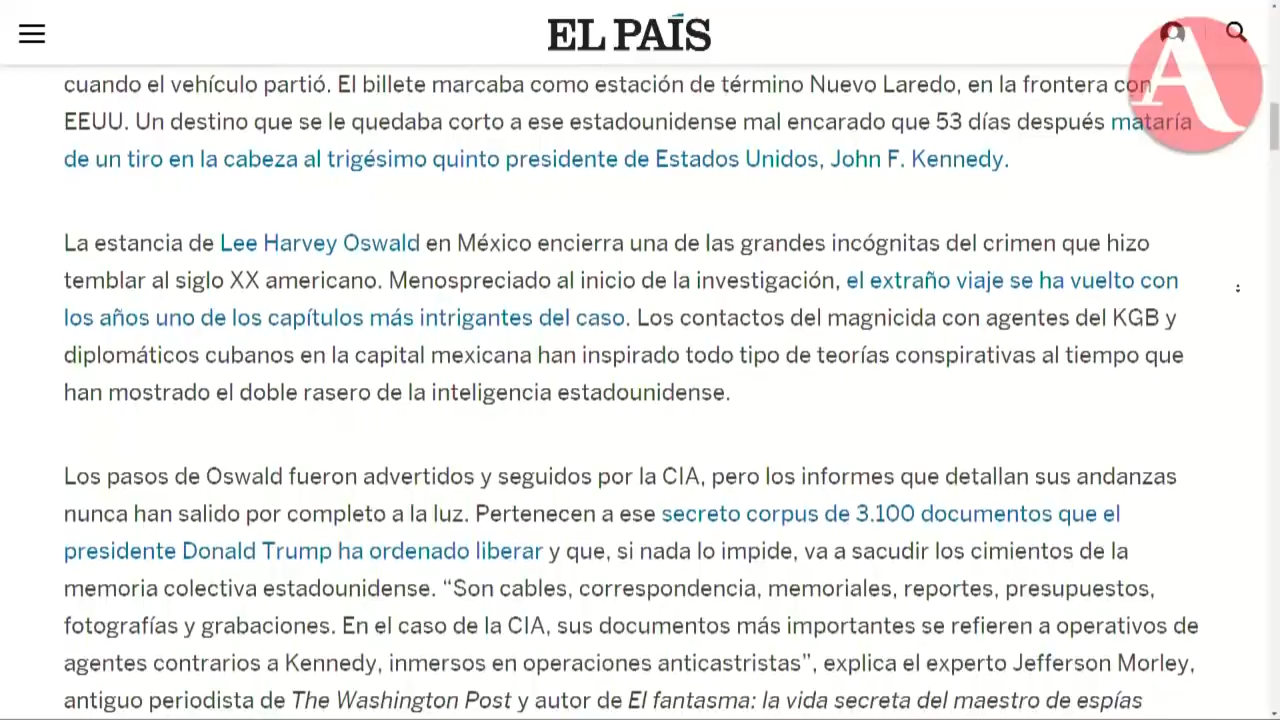 EL PAÍS
A
cuando el vehículo partió. El billete marcaba como estación de término Nuevo Laredo, en la frontera con
EEUU. Un destino que se le quedaba corto a ese estadounidense mal encarado que 53 días después mataría
de un tiro en la cabeza al trigésimo quinto presidente de Estados Unidos, John F. Kennedy.
La estancia de Lee Harvey Oswald en México encierra una de las grandes incógnitas del crimen que hizo
temblar al siglo XX americano. Menospreciado al inicio de la investigación, el extraño viaje se ha vuelto con
los años uno de los capítulos más intrigantes del caso. Los contactos del magnicida con agentes del KGB y
diplomáticos cubanos en la capital mexicana han inspirado todo tipo de teorías conspirativas al tiempo que
han mostrado el doble rasero de la inteligencia estadounidense.
Los pasos de Oswald fueron advertidos y seguidos por la CIA, pero los informes que detallan sus andanzas
nunca han salido por completo a la luz. Pertenecen a ese secreto corpus de 3.100 documentos que el
presidente Donald Trump ha ordenado liberar y que, si nada lo impide, va a sacudir los cimientos de la
memoria colectiva estadounidense. “Son cables, correspondencia, memoriales, reportes, presupuestos,
fotografías y grabaciones. En el caso de la CIA, sus documentos más importantes se refieren a operativos de
agentes contrarios a Kennedy, inmersos en operaciones anticastristas”, explica el experto Jefferson Morley,
antiguo periodista de The Washington Post y autor de El fantasma: la vida secreta del maestro de espías